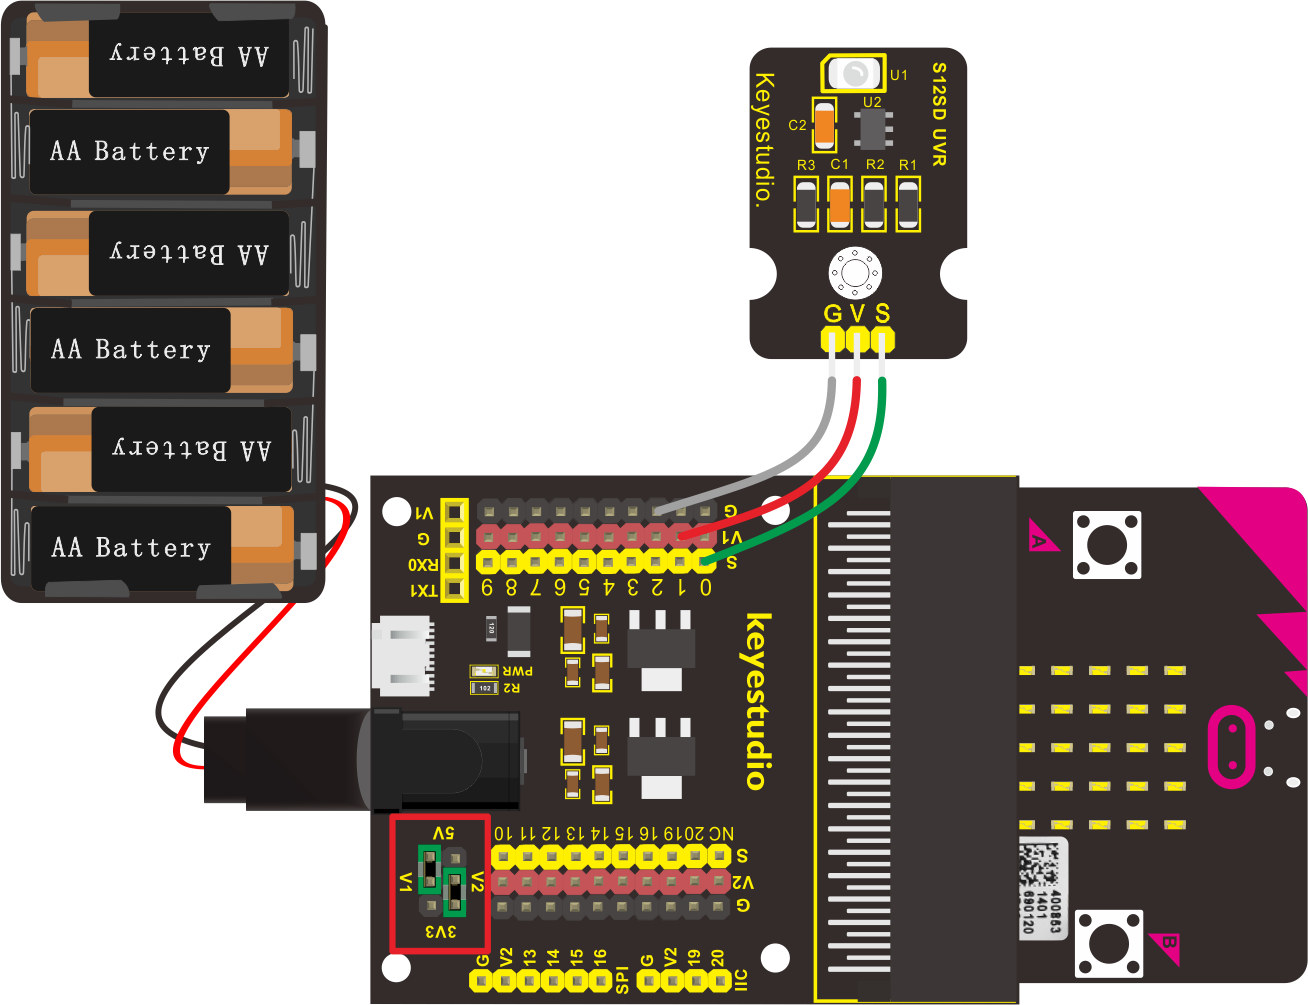 AA Battery
AA Battery
AA Battery
AA Battery
AA Battery
AA Battery
Keyestudio.
S12SD UVR
U1
U2
C2
R3 C1 R2 R1
G V S
V1
G
RX0
TX1
G
V1
S
9 8 7 6 5 4 3 2 1 0
120
PWR
102 R2
keyestudio
A
5V
V1 V2
3V3
10 11 12 13 14 15 16 19 20 NC
S
V2
G
G V2 13 14 15 16 SPI
G V2 19 20 IIC
400863
1401
690120
B